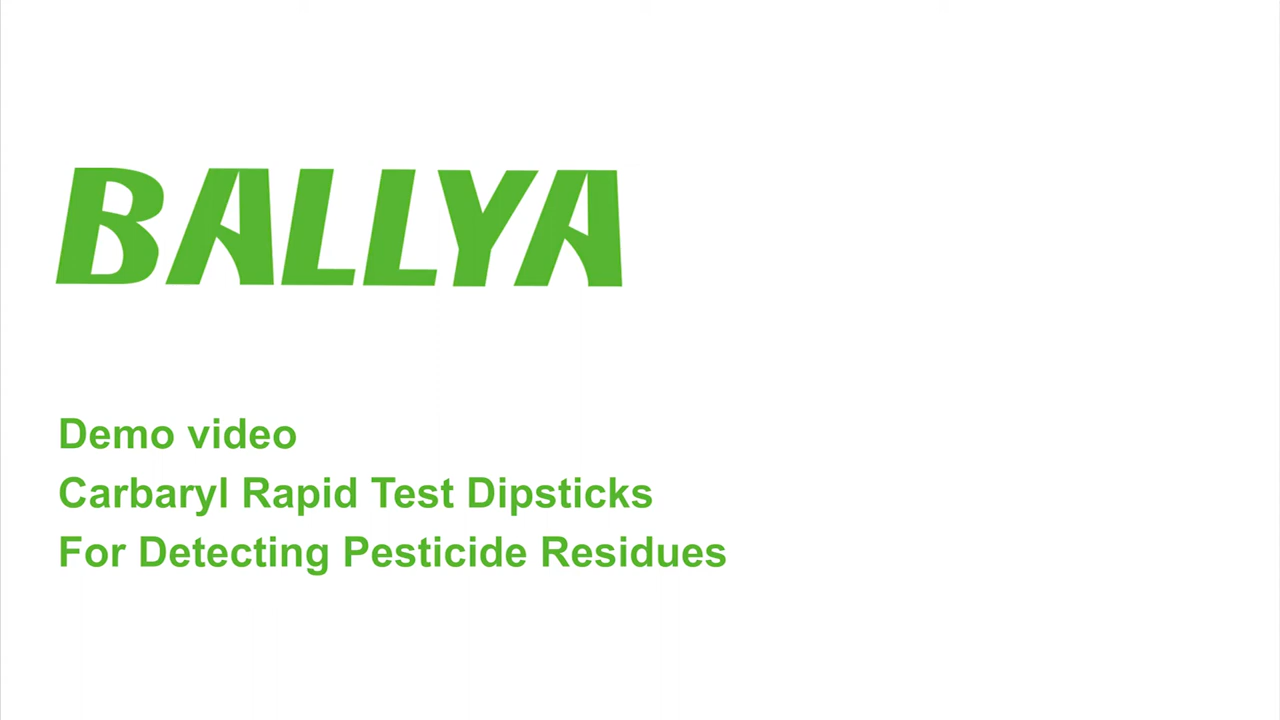 BALLYA
Demo video
Carbaryl Rapid Test Dipsticks
For Detecting Pesticide Residues